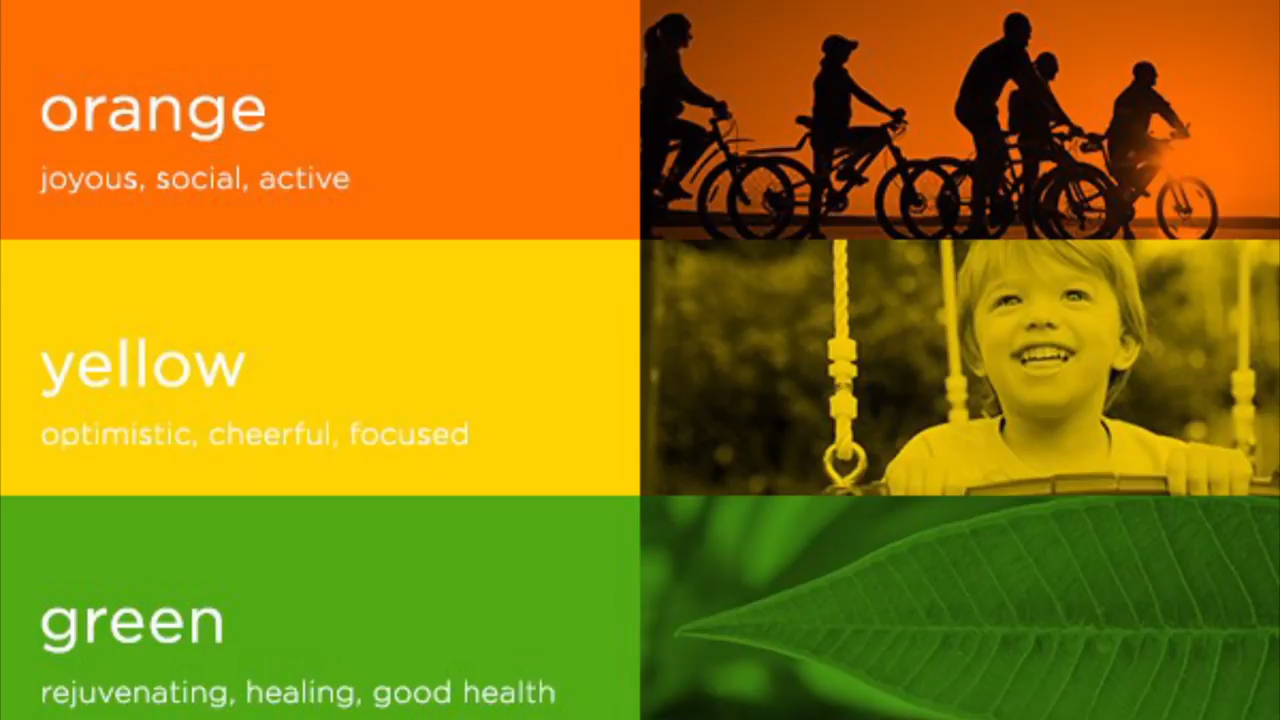 orange
joyous, social, active
yellow
optimistic, cheerful, focused
green
rejuvenating, healing, good health